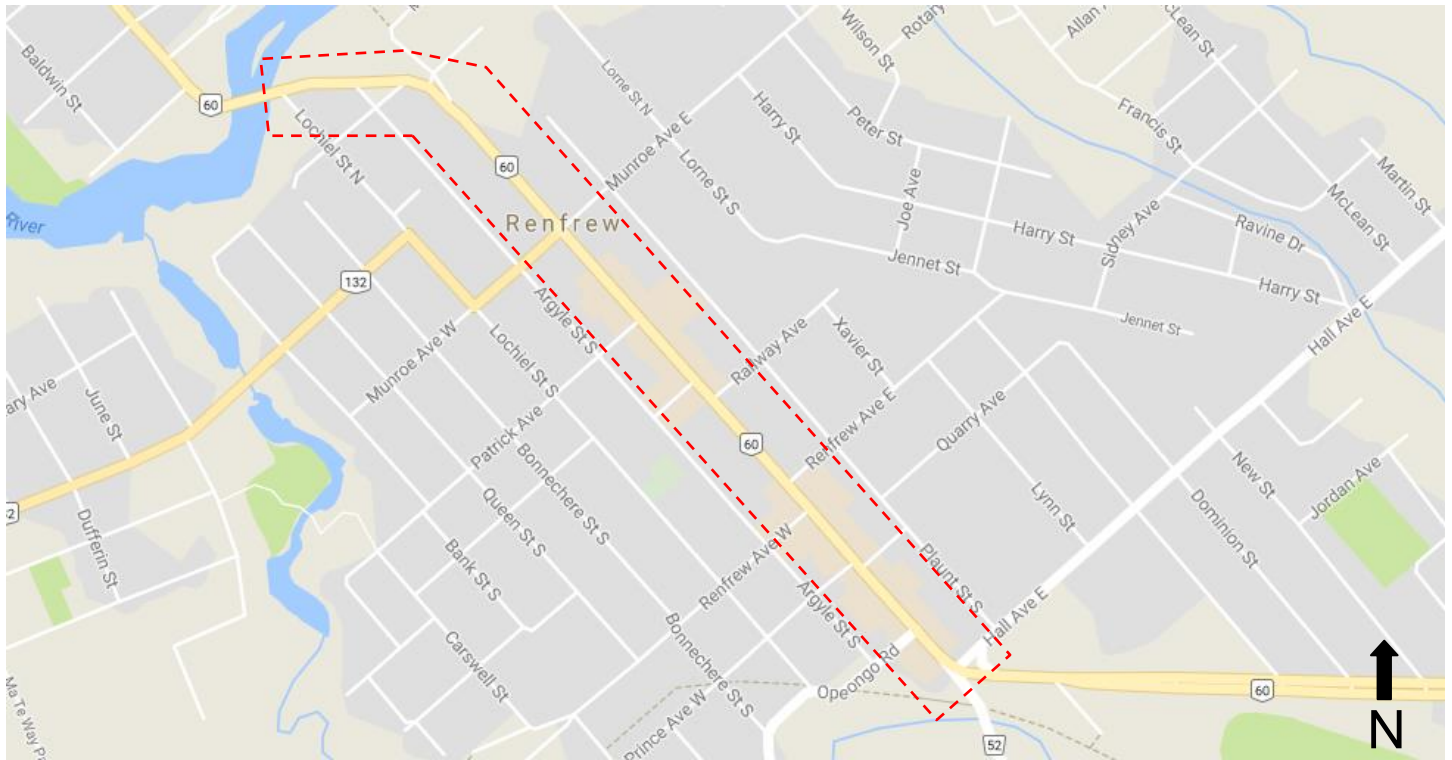 Baldwin St
60
Lochiel St N
60
Renfrew
River
132
Munroe Ave W
Lochiel St S
Argyle St S
Patrick Ave
Bonnechere St S
Queen St S
Bank St S
Carswell St
June St
Dufferin St
Lorne St N
Lorne St S
Munroe Ave E
Harry St
Peter St
Joe Ave
Wilson St
Rotary
Allan
McLean St
Francis St
Martin St
McLean St
Ravine Dr
Sidney Ave
Harry St
Harry St
Jennet St
Jennet St
Hall Ave E
Railway Ave
Xavier St
Renfrew Ave E
Quarry Ave
60
Lynn St
New St
Jordan Ave
Dominion St
Renfrew Ave W
Argyle St S
Plaunt St S
Hall Ave E
Opeongo Rd
Bonnechere St S
Prince Ave W
Ma Te Way
60
52
N